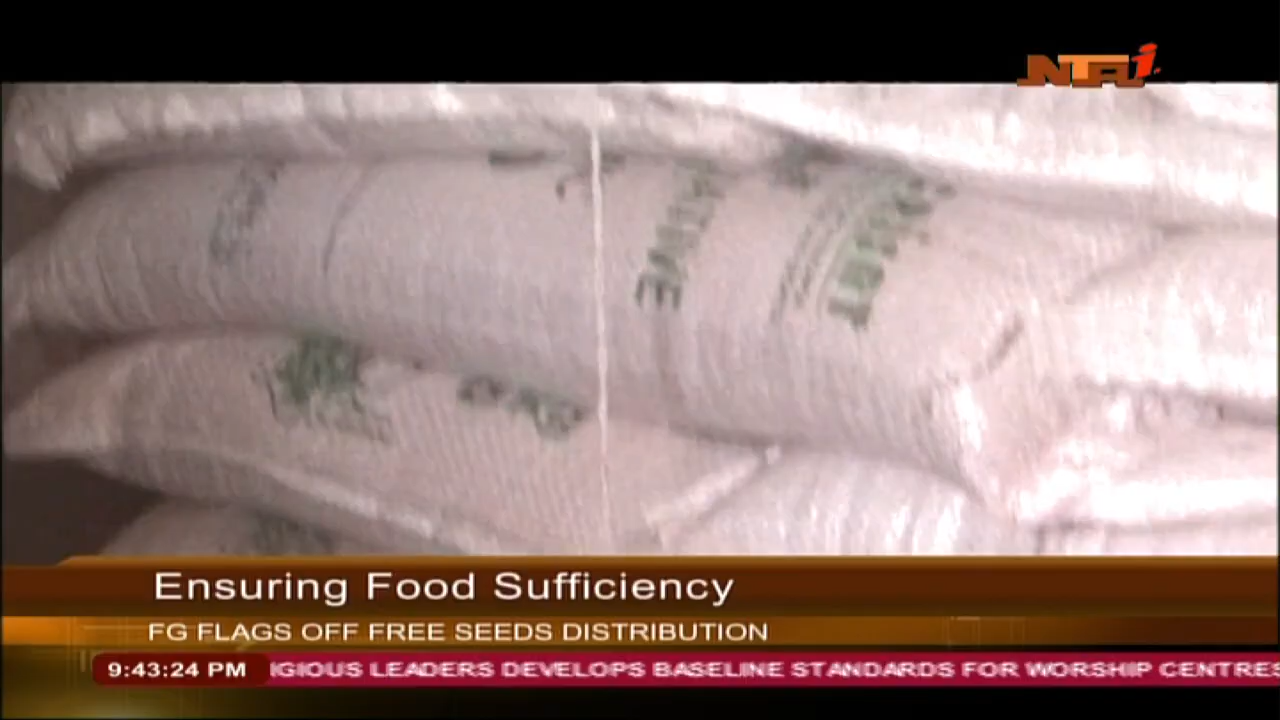 NTAi
Ensuring Food Sufficiency
FG FLAGS OFF FREE SEEDS DISTRIBUTION
9:43:24 PM IGIOUS LEADERS DEVELOPS BASELINE STANDARDS FOR WORSHIP CENTRES